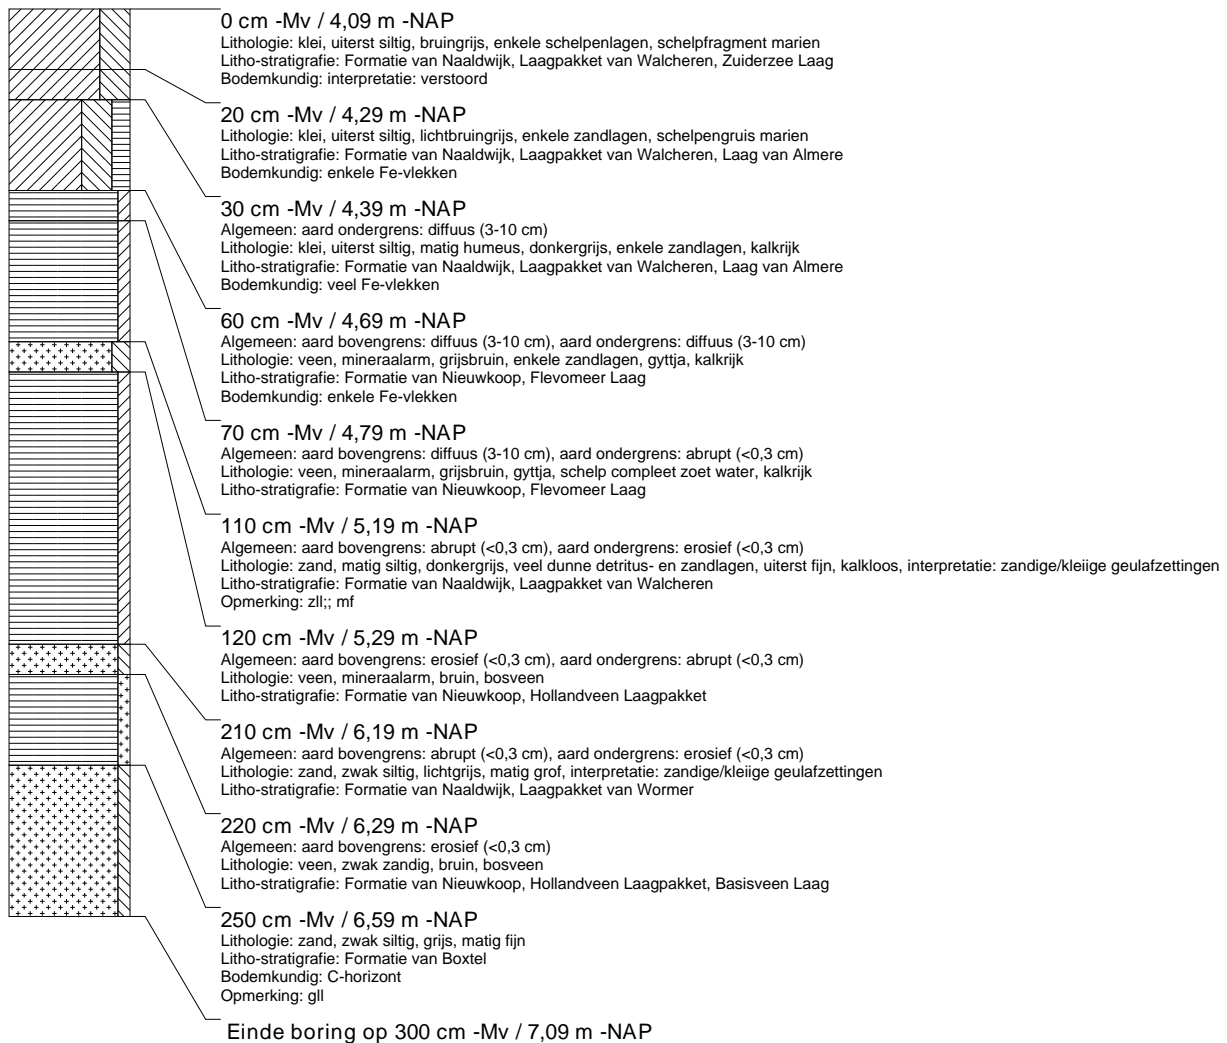 0 cm -Mv / 4,09 m -NAP
Lithologie: klei, uiterst siltig, bruingrijs, enkele schelpenlagen, schelpfragment marien
Litho-stratigrafie: Formatie van Naaldwijk, Laagpakket van Walcheren, Zuiderzee Laag
Bodemkundig: interpretatie: verstoord
20 cm -Mv / 4,29 m -NAP
Lithologie: klei, uiterst siltig, lichtbruingrijs, enkele zandlagen, schelpengruis marien
Litho-stratigrafie: Formatie van Naaldwijk, Laagpakket van Walcheren, Laag van Almere
Bodemkundig: enkele Fe-vlekken
30 cm -Mv / 4,39 m -NAP
Algemeen: aard ondergrens: diffuus (3-10 cm)
Lithologie: klei, uiterst siltig, matig humeus, donkergrijs, enkele zandlagen, kalkrijk
Litho-stratigrafie: Formatie van Naaldwijk, Laagpakket van Walcheren, Laag van Almere
Bodemkundig: veel Fe-vlekken
60 cm -Mv / 4,69 m -NAP
Algemeen: aard bovengrens: diffuus (3-10 cm), aard ondergrens: diffuus (3-10 cm)
Lithologie: veen, mineraalarm, grijsbruin, enkele zandlagen, gyttja, kalkrijk
Litho-stratigrafie: Formatie van Nieuwkoop, Flevomeer Laag
Bodemkundig: enkele Fe-vlekken
70 cm -Mv / 4,79 m -NAP
Algemeen: aard bovengrens: diffuus (3-10 cm), aard ondergrens: abrupt (<0,3 cm)
Lithologie: veen, mineraalarm, grijsbruin, gyttja, schelp compleet zoet water, kalkrijk
Litho-stratigrafie: Formatie van Nieuwkoop, Flevomeer Laag
110 cm -Mv / 5,19 m -NAP
Algemeen: aard bovengrens: abrupt (<0,3 cm), aard ondergrens: erosief (<0,3 cm)
Lithologie: zand, matig siltig, donkergrijs, veel dunne detritus- en zandlagen, uiterst fijn, kalkloos, interpretatie: zandige/kleiige geulafzettingen
Litho-stratigrafie: Formatie van Naaldwijk, Laagpakket van Walcheren
Opmerking: zll;; mf
120 cm -Mv / 5,29 m -NAP
Algemeen: aard bovengrens: erosief (<0,3 cm), aard ondergrens: abrupt (<0,3 cm)
Lithologie: veen, mineraalarm, bruin, bosveen
Litho-stratigrafie: Formatie van Nieuwkoop, Hollandveen Laagpakket
210 cm -Mv / 6,19 m -NAP
Algemeen: aard bovengrens: abrupt (<0,3 cm), aard ondergrens: erosief (<0,3 cm)
Lithologie: zand, zwak siltig, lichtgrijs, matig grof, interpretatie: zandige/kleiige geulafzettingen
Litho-stratigrafie: Formatie van Naaldwijk, Laagpakket van Wormer
220 cm -Mv / 6,29 m -NAP
Algemeen: aard bovengrens: erosief (<0,3 cm)
Lithologie: veen, zwak zandig, bruin, bosveen
Litho-stratigrafie: Formatie van Nieuwkoop, Hollandveen Laagpakket, Basisveen Laag
250 cm -Mv / 6,59 m -NAP
Lithologie: zand, zwak siltig, grijs, matig fijn
Litho-stratigrafie: Formatie van Boxtel
Bodemkundig: C-horizont
Opmerking: gll
Einde boring op 300 cm -Mv / 7,09 m -NAP